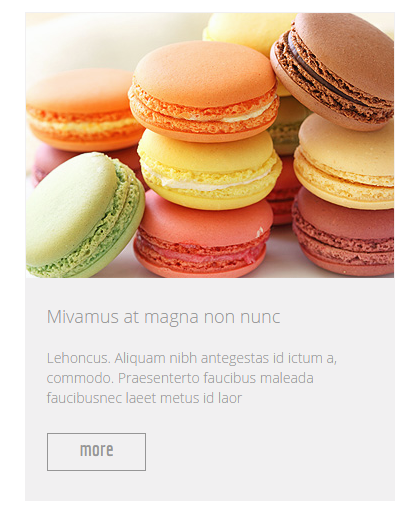 Mivamus at magna non nunc
Lehoncus. Aliquam nibh antegestas id ictum a,
commodo. Praesenterto faucibus maleada
faucibusnec laeet metus id laor
more